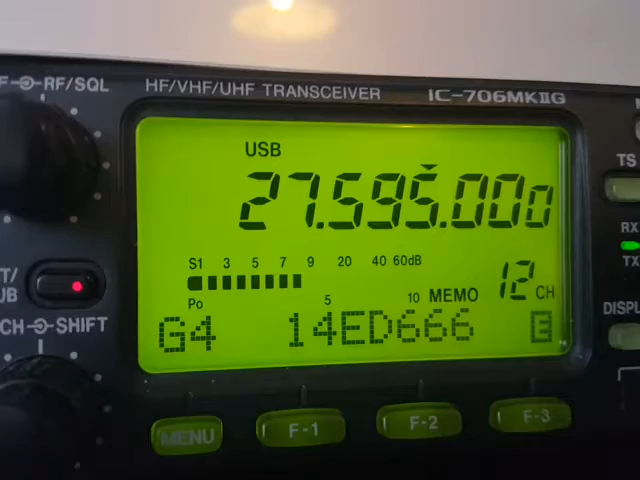 F-RF/SQL
HF/VHF/UHF TRANSCEIVER
IC-706MKIIG
TS
USB
27.595.000
RX
TX
S1 3 5 7 9 20 40 60dB
Po 5 10 MEMO 12 CH
T/
UB
CH-SHIFT
DISPL
G4 14ED666 E
MENU F-1 F-2 F-3